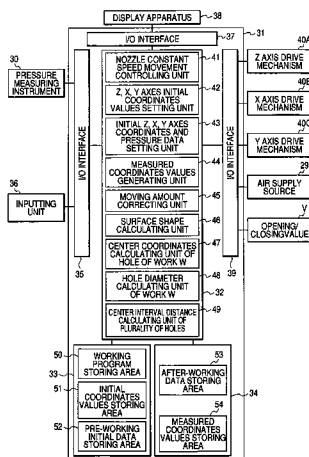 DISPLAY APPARATUS
38
37
31
I/O INTERFACE
40A
30
PRESSURE
MEASURING
INSTRUMENT
36
INPUTTING
UNIT
I/O INTERFACE
35
NOZZLE CONSTANT
SPEED MOVEMENT
CONTROLLING UNIT
41
Z, X, Y AXES INITIAL
COORDINATES
VALUES SETTING UNIT
42
INITIAL Z, X, Y AXES
COORDINATES AND
PRESSURE DATA
SETTING UNIT
43
MEASURED
COORDINATES VALUES
GENERATING UNIT
44
MOVING AMOUNT
CORRECTING UNIT
45
SURFACE SHAPE
CALCULATING UNIT
46
CENTER COORDINATES
CALCULATING UNIT OF
HOLE OF WORK W
47
HOLE DIAMETER
CALCULATING UNIT
OF WORK W
48
32
CENTER INTERVAL DISTANCE
CALCULATING UNIT OF
PLURALITY OF HOLES
49
I/O INTERFACE
39
Z AXIS DRIVE
MECHANISM
40B
X AXIS DRIVE
MECHANISM
40C
Y AXIS DRIVE
MECHANISM
29
AIR SUPPLY
SOURCE
V
OPENING/
CLOSINGVALUE
50
33
WORKING
PROGRAM
STORING AREA
51
INITIAL
COORDINATES
VALUES STORING
AREA
52
PRE-WORKING
INITIAL DATA
STORING AREA
53
AFTER-WORKING
DATA STORING
AREA
34
54
MEASURED
COORDINATES
VALUES STORING
AREA